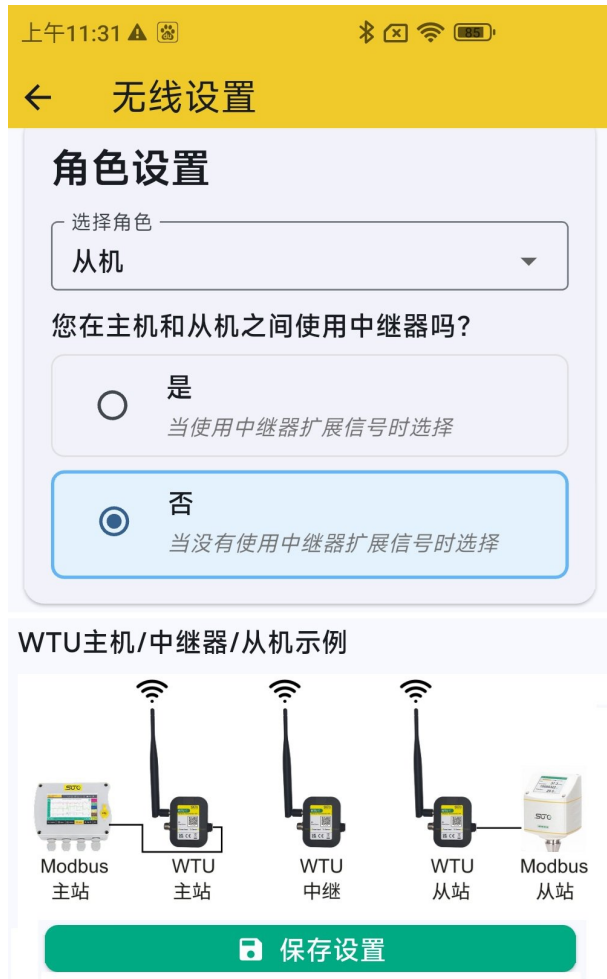 上午11:31
85
无线设置
角色设置
选择角色
从机
您在主机和从机之间使用中继器吗?
是
当使用中继器扩展信号时选择
否
当没有使用中继器扩展信号时选择
WTU主机/中继器/从机示例
Modbus
主站
WTU
主站
WTU
中继
WTU
从站
Modbus
从站
保存设置